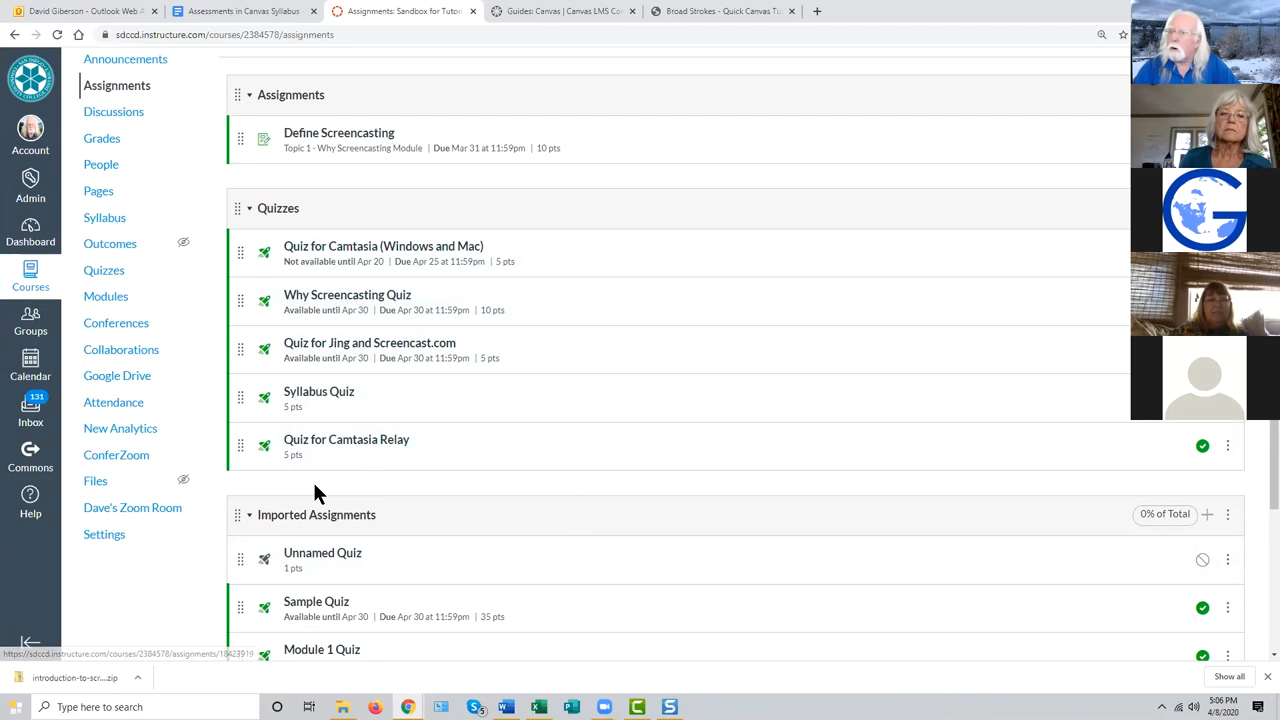 David Giberson - Outlook Web A
Assessments in Canvas Syllabus
Assignments: Sandbox for Tutor
Guides: Canvas | Canvas LMS Co
Broad Strokes - Quick Canvas Tu
sdccd.instructure.com/courses/2384578/assignments
Account
Admin
Dashboard
Courses
Groups
Calendar
131
Inbox
Commons
Help
Announcements
Assignments
Discussions
Grades
People
Pages
Syllabus
Outcomes
Quizzes
Modules
Conferences
Collaborations
Google Drive
Attendance
New Analytics
ConferZoom
Files
Dave's Zoom Room
Settings
Assignments
Define Screencasting
Topic 1 - Why Screencasting Module | Due Mar 31 at 11:59pm | 10 pts
Quizzes
Quiz for Camtasia (Windows and Mac)
Not available until Apr 20 | Due Apr 25 at 11:59pm | 5 pts
Why Screencasting Quiz
Available until Apr 30 | Due Apr 30 at 11:59pm | 10 pts
Quiz for Jing and Screencast.com
Available until Apr 30 | Due Apr 30 at 11:59pm | 5 pts
Syllabus Quiz
5 pts
Quiz for Camtasia Relay
5 pts
Imported Assignments
0% of Total
Unnamed Quiz
1 pts
Sample Quiz
Available until Apr 30 | Due Apr 30 at 11:59pm | 35 pts
Module 1 Quiz
https://sdccd.instructure.com/courses/2384578/assignments/18423919
introduction-to-scr....zip
Show all
Type here to search
5
5:06 PM
4/8/2020